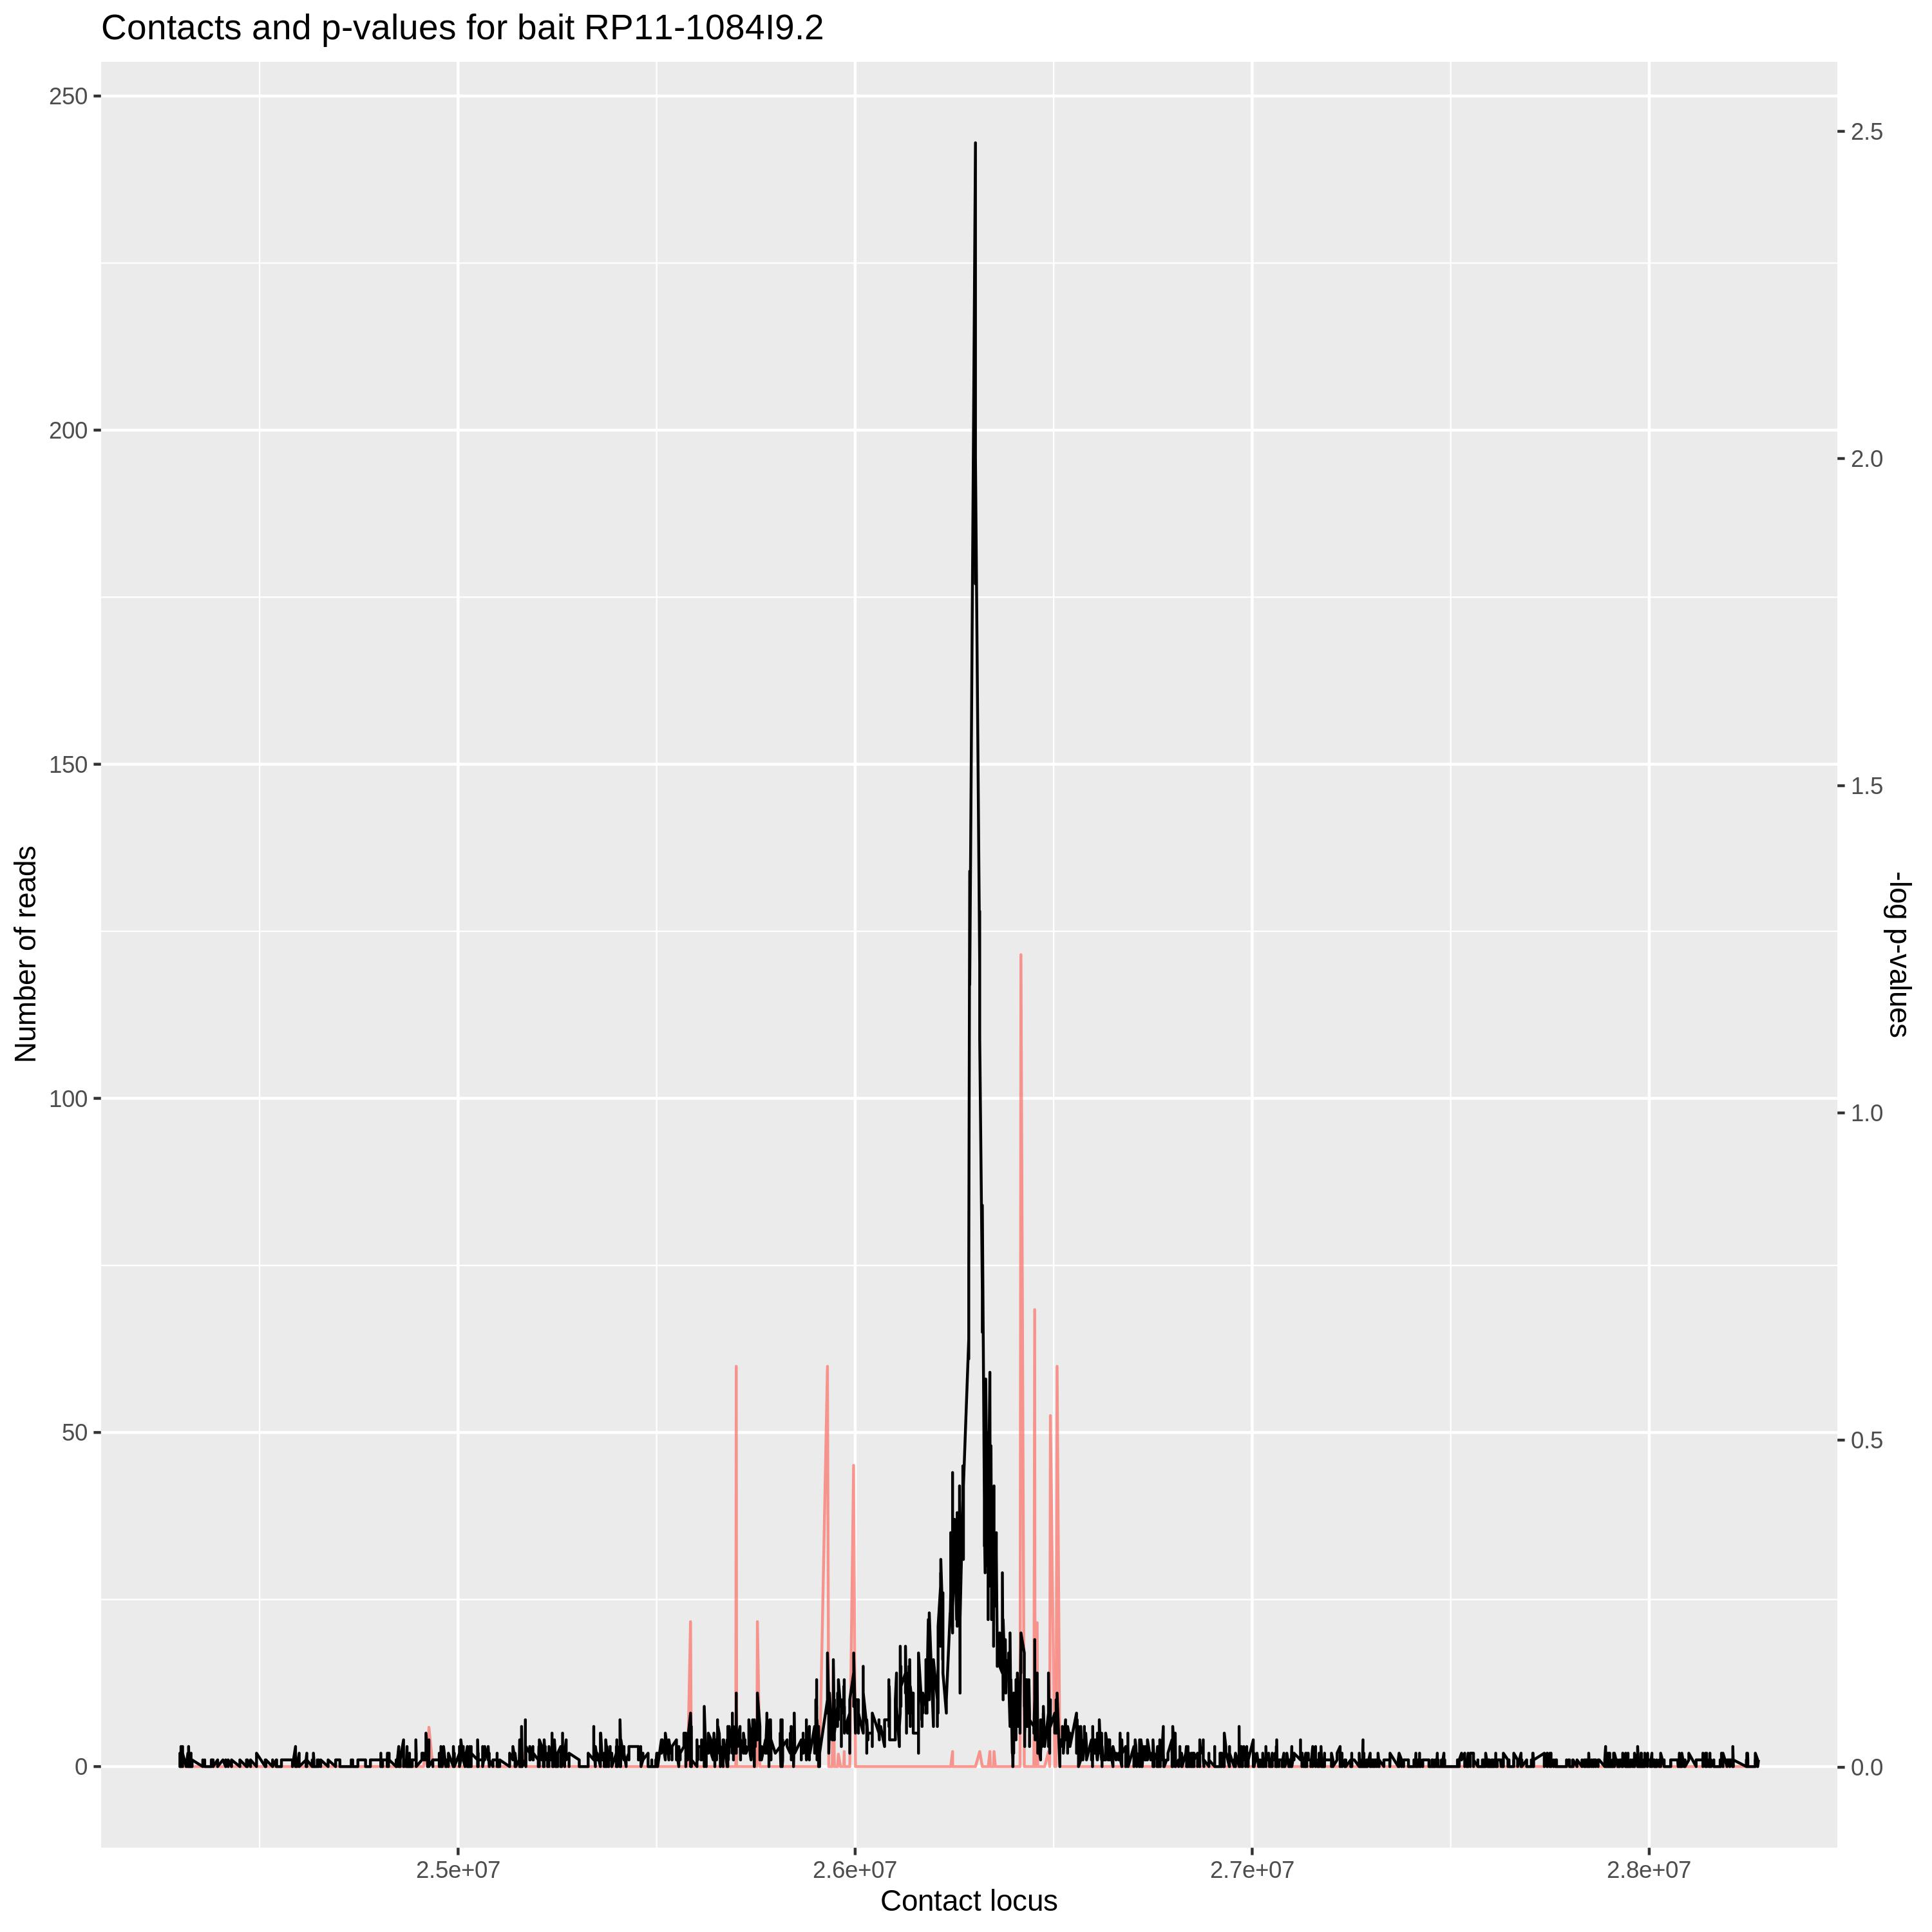 Contacts and p-values for bait RP11-1084I9.2
250
200
150
100
50
0
Number of reads
2.5
2.0
1.5
1.0
0.5
0.0
-log p-values
2.5e+07
2.6e+07
2.7e+07
2.8e+07
Contact locus